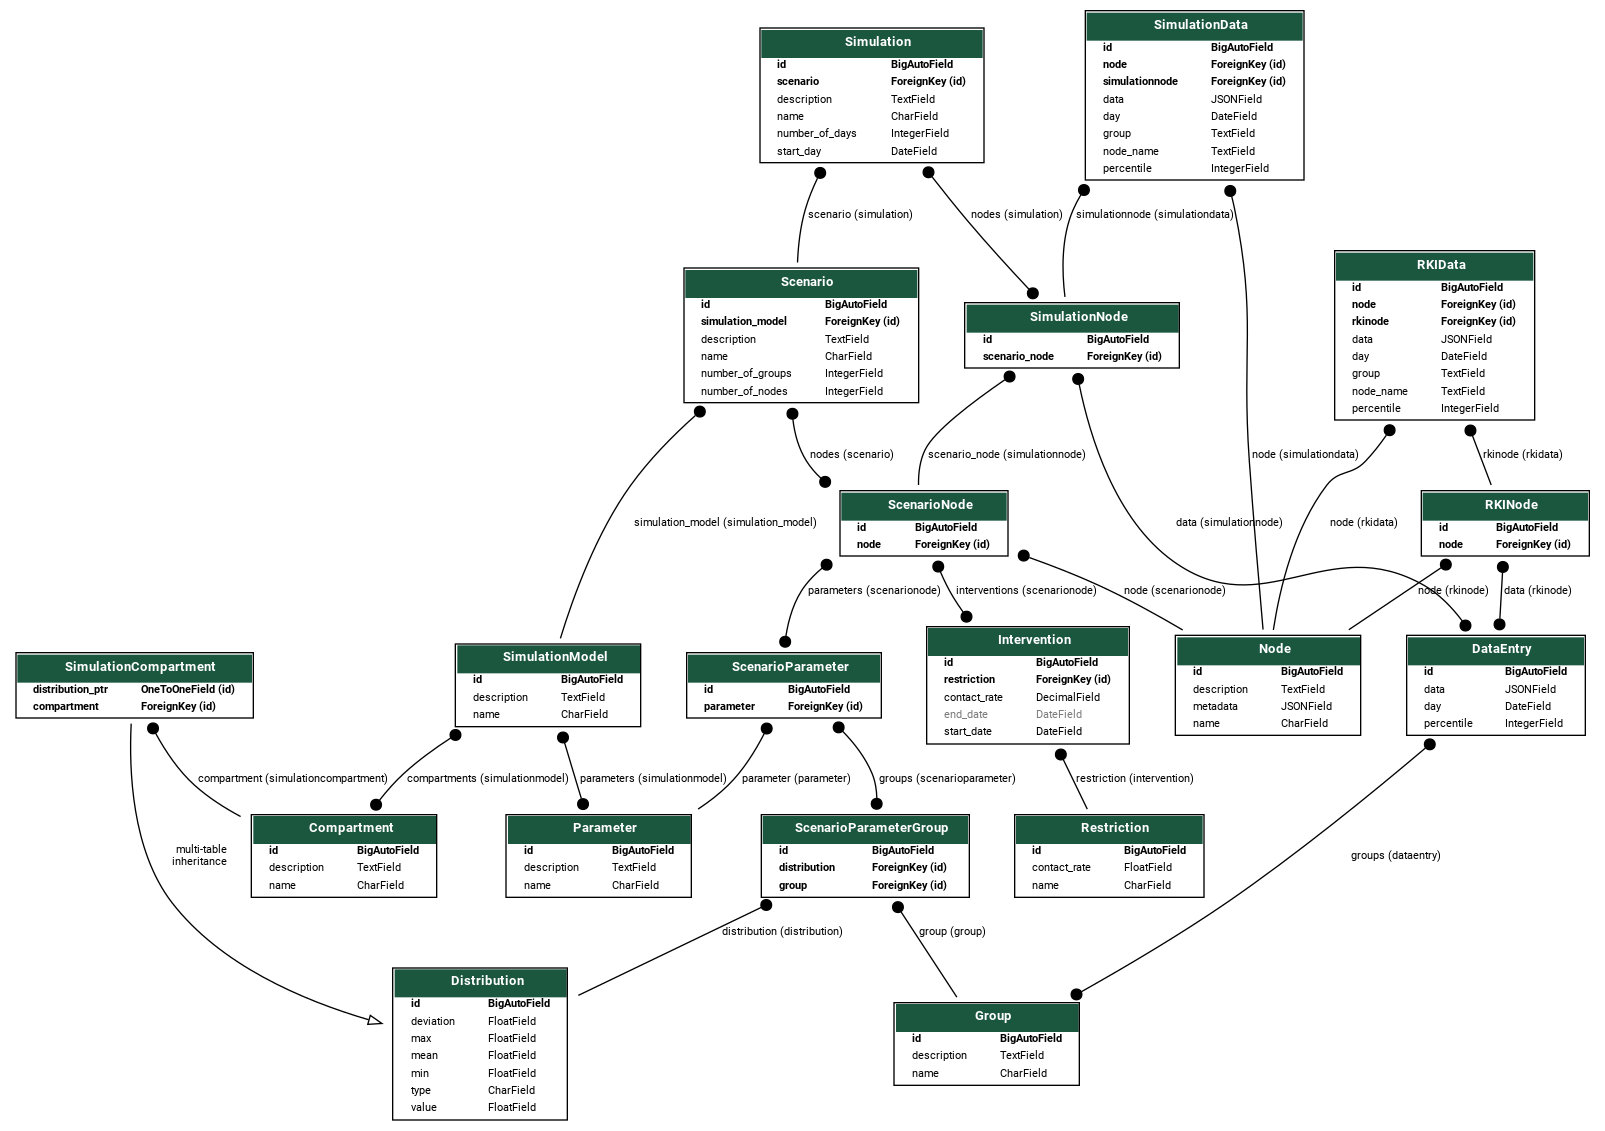 Simulation
id BigAutoField
scenario ForeignKey (id)
description TextField
name CharField
number_of_days IntegerField
start_day DateField
SimulationData
id BigAutoField
node ForeignKey (id)
simulationnode ForeignKey (id)
data JSONField
day DateField
group TextField
node_name TextField
percentile IntegerField
scenario (simulation)
nodes (simulation)
simulationnode (simulationdata)
Scenario
id BigAutoField
simulation_model ForeignKey (id)
description TextField
name CharField
number_of_groups IntegerField
number_of_nodes IntegerField
SimulationNode
id BigAutoField
scenario_node ForeignKey (id)
RKIData
id BigAutoField
node ForeignKey (id)
rkinode ForeignKey (id)
data JSONField
day DateField
group TextField
node_name TextField
percentile IntegerField
nodes (scenario)
scenario_node (simulationnode)
node (simulationdata)
rkinode (rkidata)
simulation_model (simulation_model)
ScenarioNode
id BigAutoField
node ForeignKey (id)
data (simulationnode)
node (rkidata)
RKINode
id BigAutoField
node ForeignKey (id)
parameters (scenarionode)
interventions (scenarionode)
node (scenarionode)
node (rkinode)
data (rkinode)
SimulationCompartment
distribution_ptr OneToOneField (id)
compartment ForeignKey (id)
SimulationModel
id BigAutoField
description TextField
name CharField
ScenarioParameter
id BigAutoField
parameter ForeignKey (id)
Intervention
id BigAutoField
restriction ForeignKey (id)
contact_rate DecimalField
end_date DateField
start_date DateField
Node
id BigAutoField
description TextField
metadata JSONField
name CharField
DataEntry
id BigAutoField
data JSONField
day DateField
percentile IntegerField
compartment (simulationcompartment)
compartments (simulationmodel)
parameters (simulationmodel)
parameter (parameter)
groups (scenarioparameter)
restriction (intervention)
multi-table
inheritance
Compartment
id BigAutoField
description TextField
name CharField
Parameter
id BigAutoField
description TextField
name CharField
ScenarioParameterGroup
id BigAutoField
distribution ForeignKey (id)
group ForeignKey (id)
Restriction
id BigAutoField
contact_rate FloatField
name CharField
groups (dataentry)
distribution (distribution)
group (group)
Distribution
id BigAutoField
deviation FloatField
max FloatField
mean FloatField
min FloatField
type CharField
value FloatField
Group
id BigAutoField
description TextField
name CharField